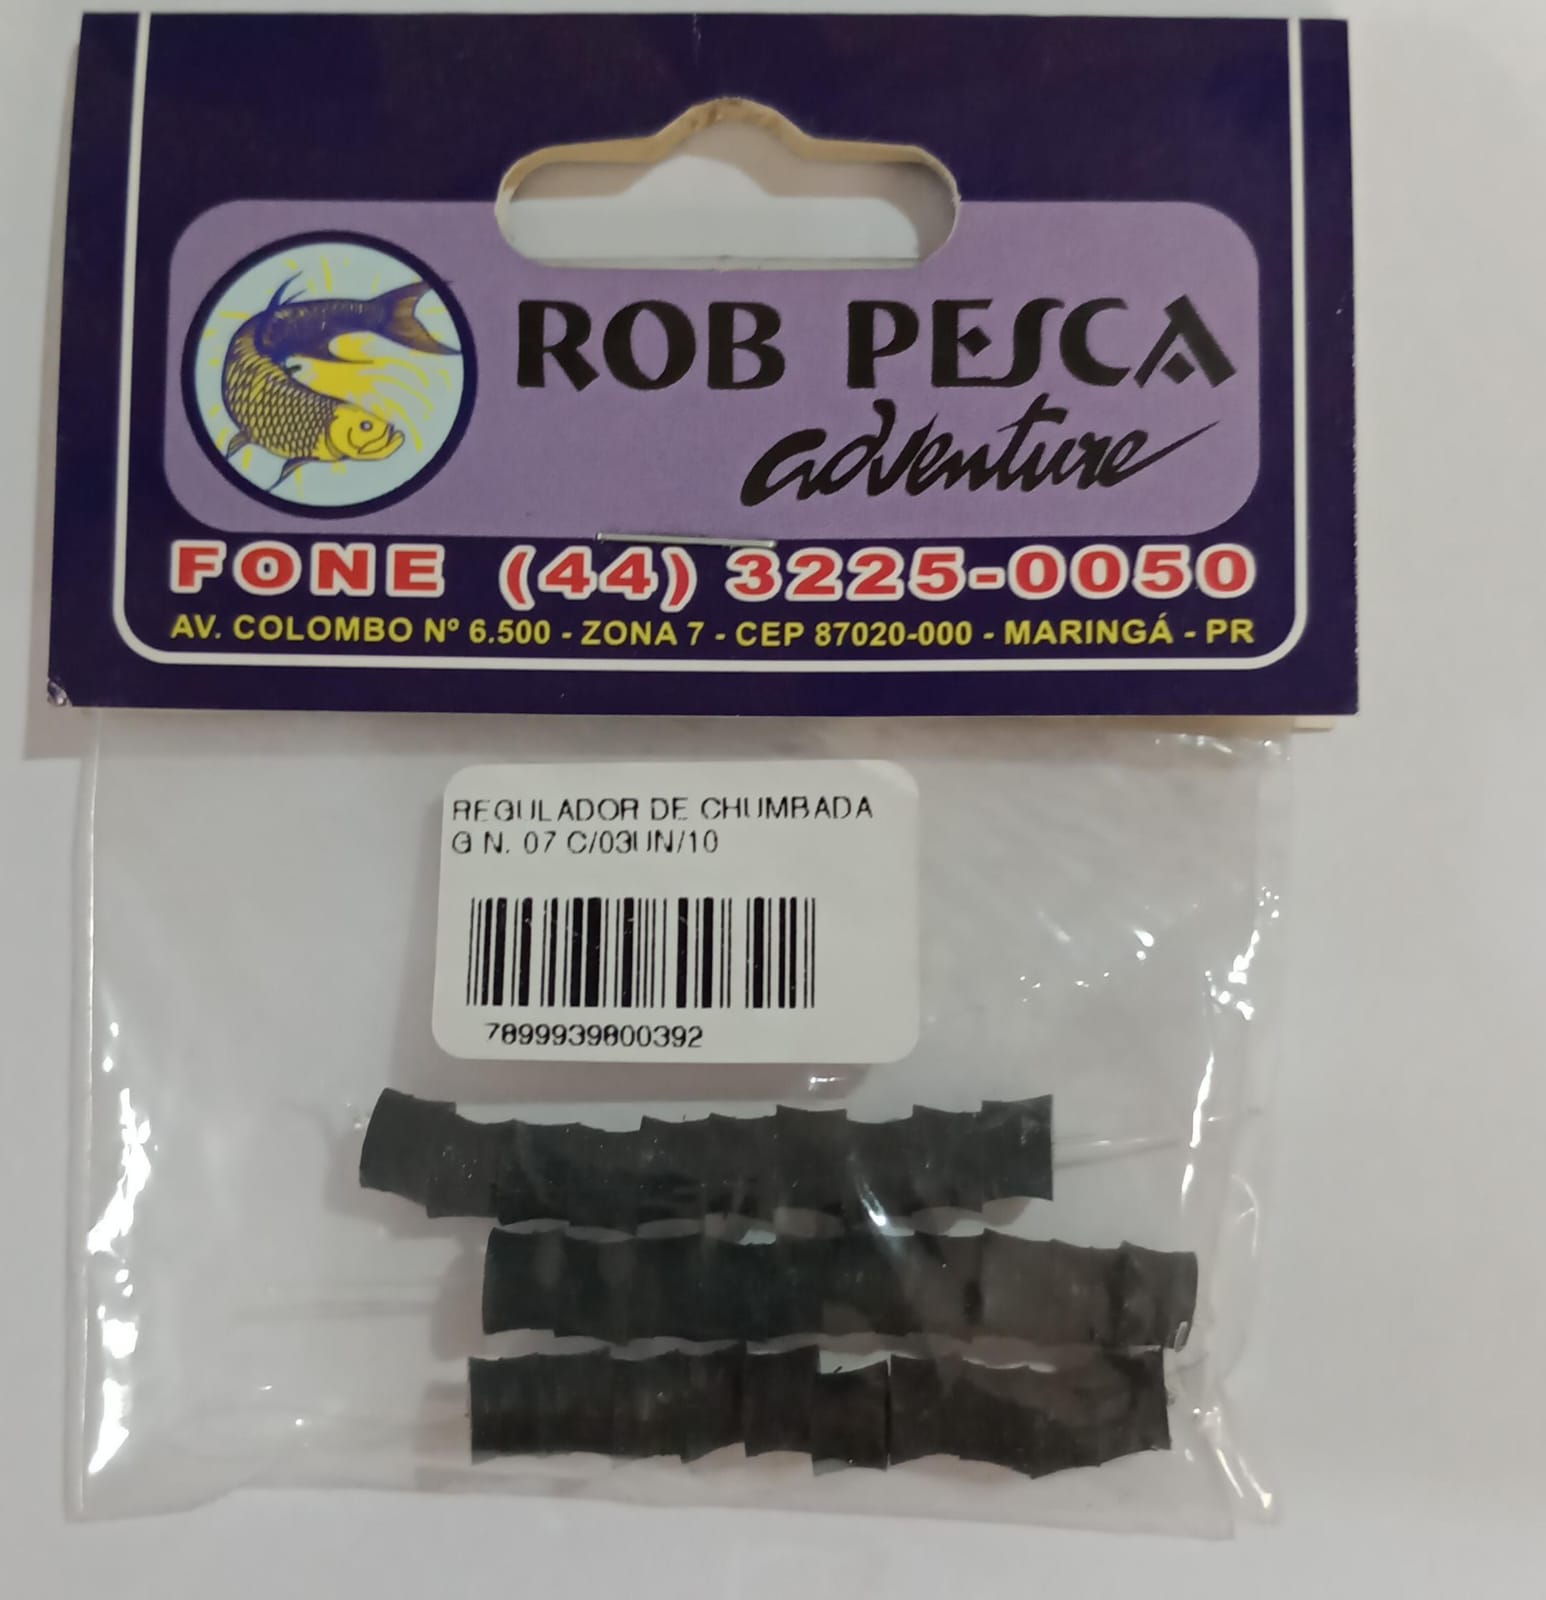 ROB PESCA
adventure
FONE (44) 3225-0050
AV. COLOMBO Nº 6.500 - ZONA 7 - CEP 87020-000 - MARINGÁ - PR
REGULADOR DE CHUMBADA
G N. 07 C/03UN/10
7899939800392